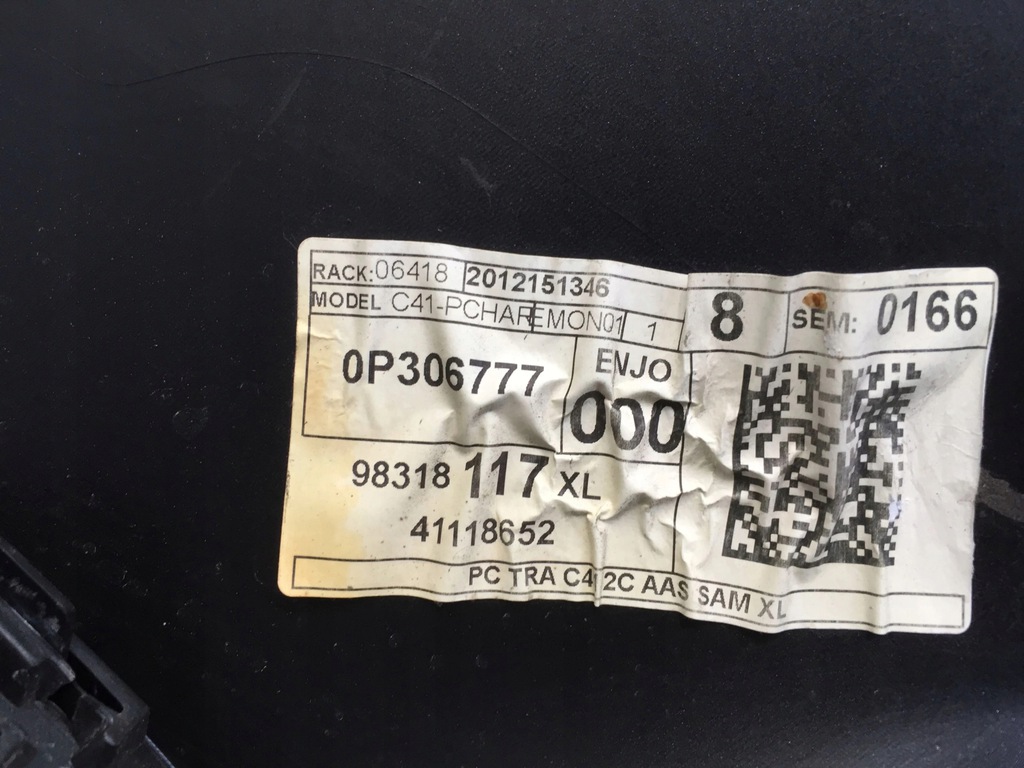 RACK: 06418 2012151346
MODEL C41-PCHAREMON01 1
8 SEM: 0166
0P306777
ENJO
000
98318 117 XL
41118652
PC TRA C4 2C AAS SAM XL